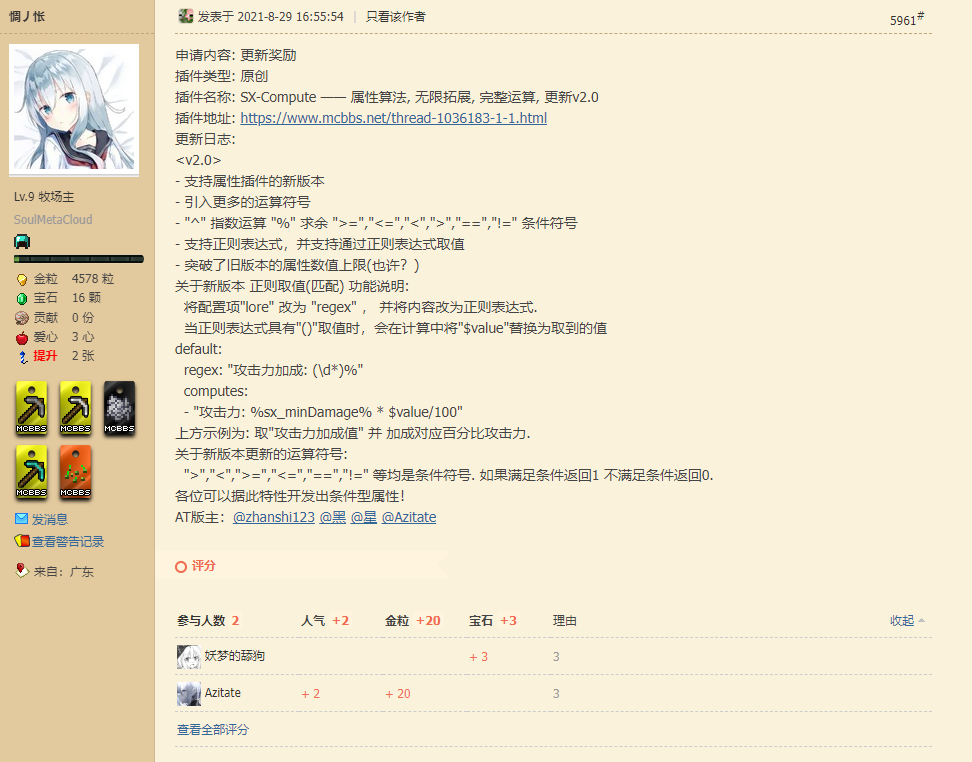 惆丿怅
发表于 2021-8-29 16:55:54 | 只看该作者
5961#
申请内容: 更新奖励
插件类型: 原创
插件名称: SX-Compute —— 属性算法, 无限拓展, 完整运算, 更新v2.0
插件地址: https://www.mcbbs.net/thread-1036183-1-1.html
更新日志:
<v2.0>
- 支持属性插件的新版本
- 引入更多的运算符号
- "^" 指数运算 "%" 求余 ">=","<=","<",">","==","!=" 条件符号
- 支持正则表达式，并支持通过正则表达式取值
- 突破了旧版本的属性数值上限(也许？)
关于新版本 正则取值(匹配) 功能说明:
将配置项"lore" 改为 "regex" ， 并将内容改为正则表达式.
当正则表达式具有"()"取值时，会在计算中将"$value"替换为取到的值
default:
regex: "攻击力加成: (\d*)%"
computes:
- "攻击力: %sx_minDamage% * $value/100"
上方示例为: 取"攻击力加成值" 并 加成对应百分比攻击力.
关于新版本更新的运算符号:
">","<",">=","<=","==","!=" 等均是条件符号. 如果满足条件返回1 不满足条件返回0.
各位可以据此特性开发出条件型属性！
AT版主： @zhanshi123 @黑 @星 @Azitate
Lv.9 牧场主
SoulMetaCloud
金粒 4578 粒
宝石 16 颗
贡献 0 份
爱心 3 心
提升 2 张
MCBBS
MCBBS
MCBBS
MCBBS
MCBBS
发消息
查看警告记录
来自：广东
评分
参与人数 2 人气 +2 金粒 +20 宝石 +3 理由 收起
妖梦的舔狗 + 3 3
Azitate + 2 + 20 3
查看全部评分